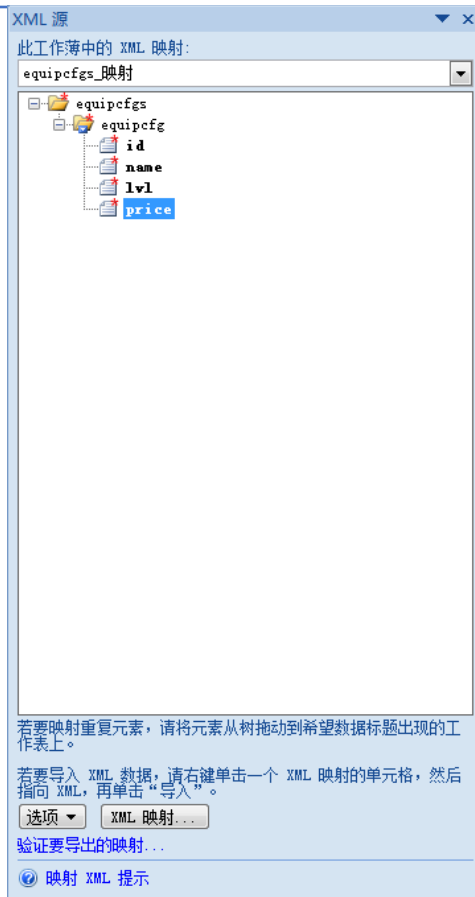 XML 源
此工作薄中的 XML 映射:
equipcfgs_映射
equipcfgs
equipcfg
id
name
lvl
price
若要映射重复元素，请将元素从树拖动到希望数据标题出现的工
作表上。
若要导入 XML 数据，请右键单击一个 XML 映射的单元格，然后
指向 XML，再单击“导入”。
选项 XML 映射...
验证要导出的映射...
映射 XML 提示